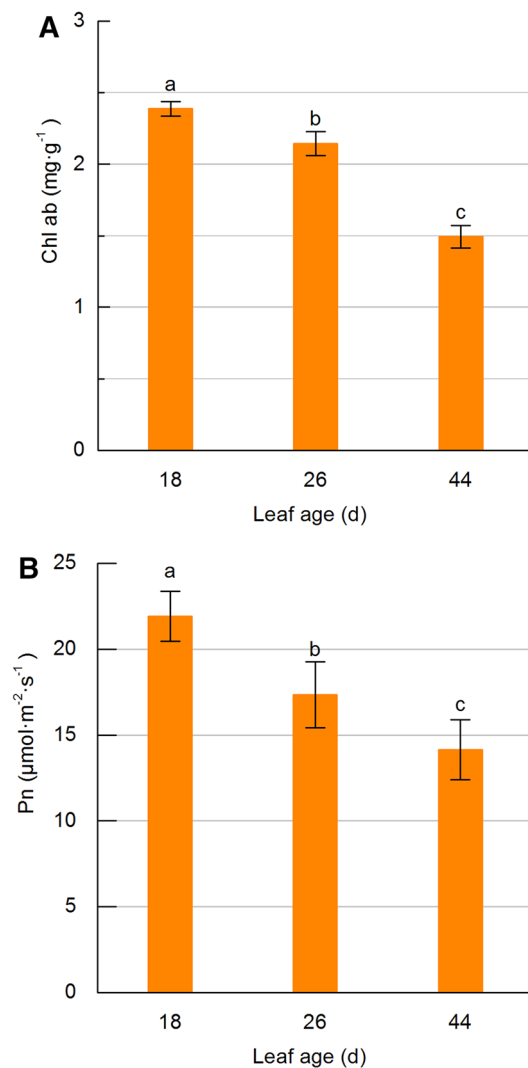 A
3
a
b
2
c
1
0
Chl ab (mg·g⁻¹)
18 26 44
Leaf age (d)
B
25
a
20
b
c
15
10
5
0
Pn (μmol·m⁻²·s⁻¹ )
18 26 44
Leaf age (d)